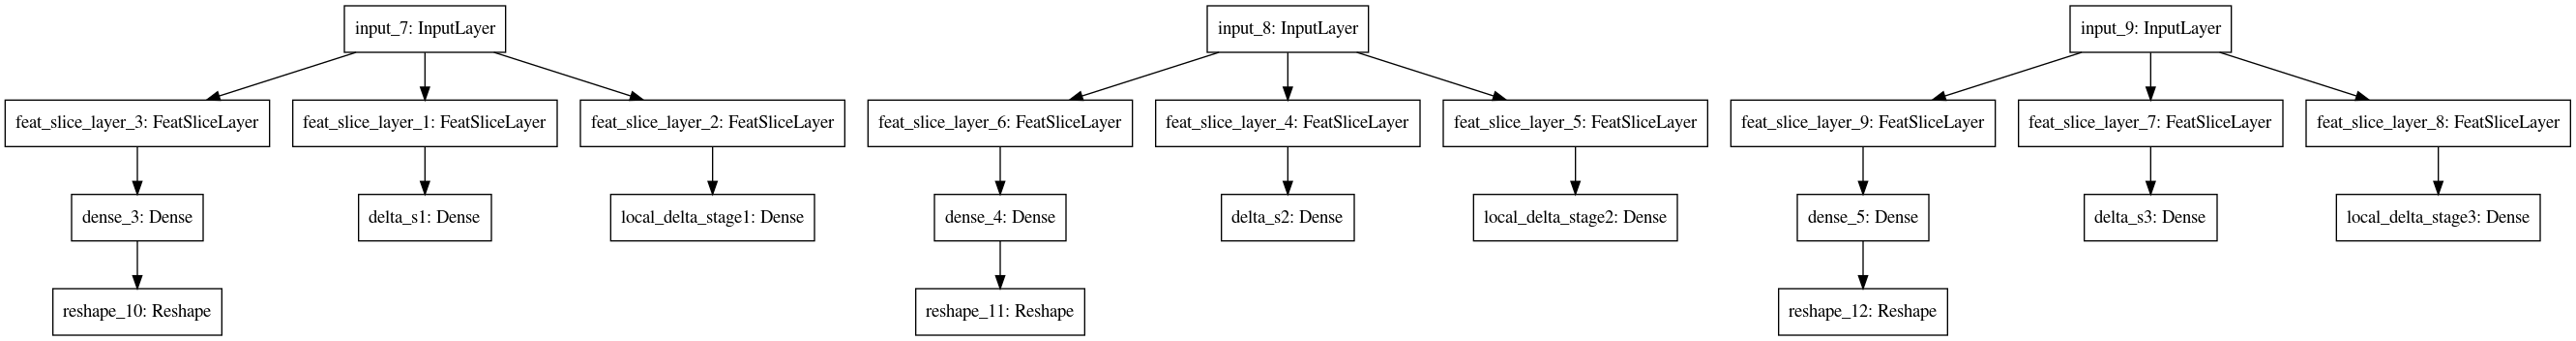 input_7: InputLayer
input_8: InputLayer
input_9: InputLayer
feat_slice_layer_3: FeatSliceLayer
feat_slice_layer_1: FeatSliceLayer
feat_slice_layer_2: FeatSliceLayer
feat_slice_layer_6: FeatSliceLayer
feat_slice_layer_4: FeatSliceLayer
feat_slice_layer_5: FeatSliceLayer
feat_slice_layer_9: FeatSliceLayer
feat_slice_layer_7: FeatSliceLayer
feat_slice_layer_8: FeatSliceLayer
dense_3: Dense
delta_s1: Dense
local_delta_stage1: Dense
dense_4: Dense
delta_s2: Dense
local_delta_stage2: Dense
dense_5: Dense
delta_s3: Dense
local_delta_stage3: Dense
reshape_10: Reshape
reshape_11: Reshape
reshape_12: Reshape